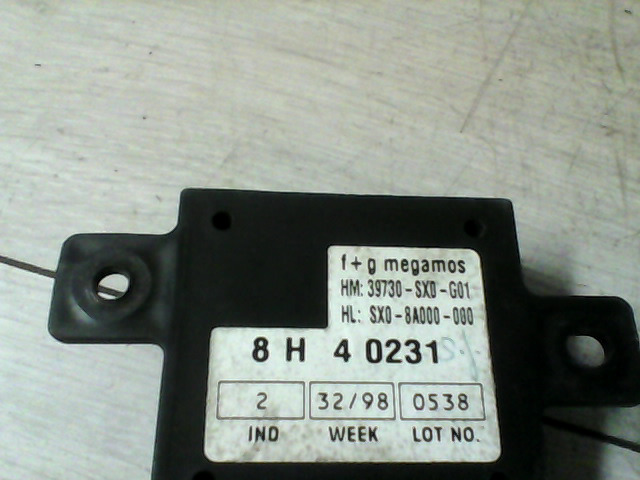 f+g megamos
HM: 39730-SX0-G01
HL: SX0-8A000-000
8 H 4 0231
2 32/98 0538
IND WEEK LOT NO.